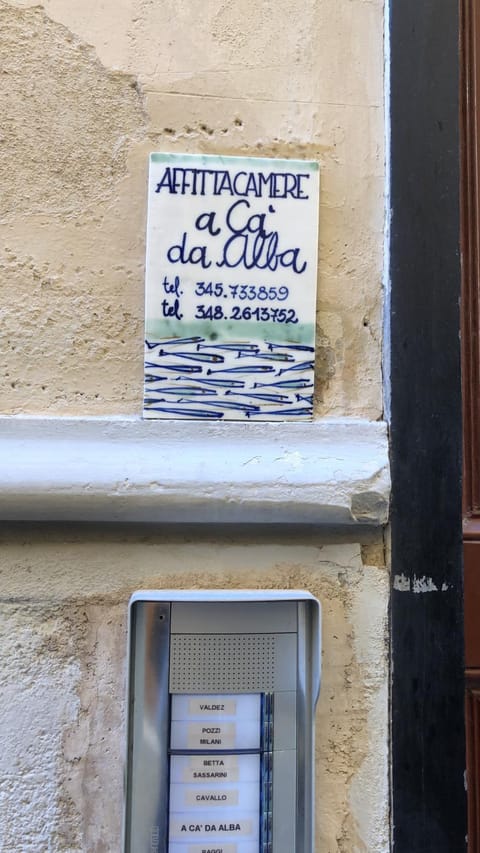 AFFITTACAMERE
a Ca'
da Alba
tel. 345.733859
tel. 348.2613752
VALDEZ
POZZI
MILANI
BETTA
SASSARINI
CAVALLO
A CA' DA ALBA
RAGGI